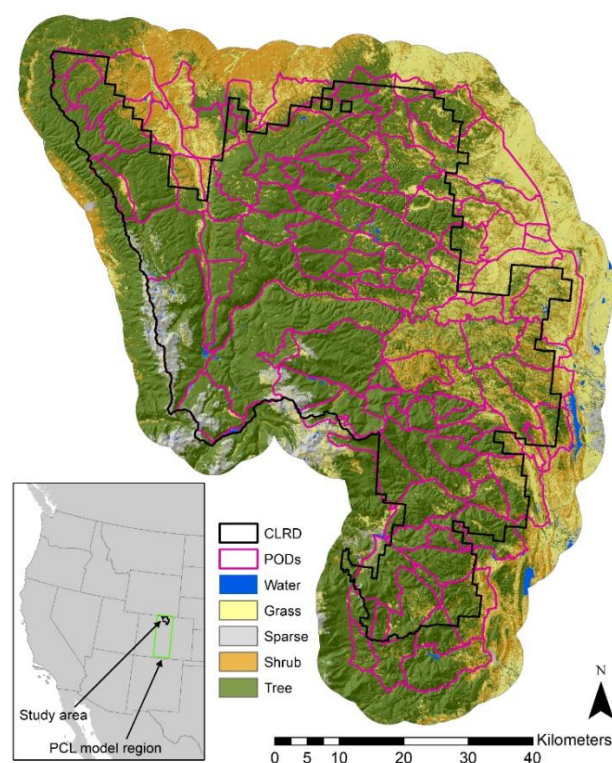 CLRD
PODs
Water
Grass
Sparse
Shrub
Tree
Study area
PCL model region
N
Kilometers
0 5 10 20 30 40